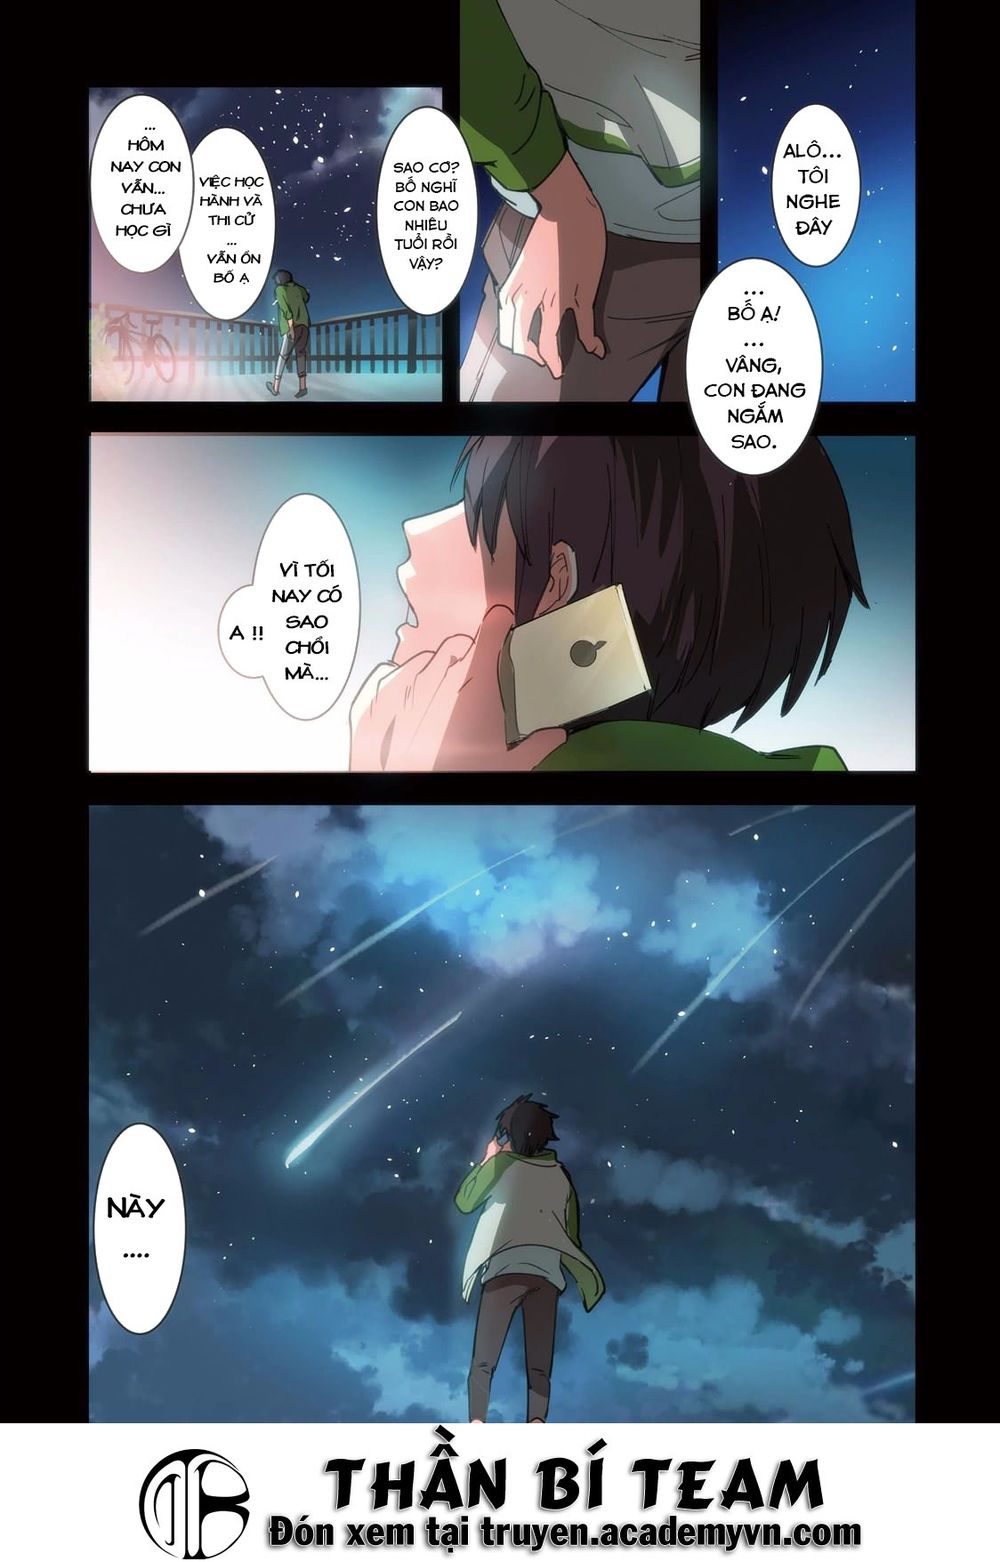 ALÔ...
TÔI
NGHE
ĐÂY
...
BỐ Ạ!
...
VÂNG,
CON ĐANG
NGẮM
SAO.
SAO CƠ?
BỐ NGHĨ
CON BAO
NHIÊU
TUỔI RỒI
VẬY?
VIỆC HỌC
HÀNH VÀ
THI CỬ
...
VẪN ỔN
BỐ Ạ
...
HÔM
NAY CON
VẪN...
CHƯA
HỌC GÌ
VÌ TỐI
NAY CÓ
SAO
CHỔI
MÀ...
A !!
NÀY
....
THẦN BÍ TEAM
Đón xem tại truyen.academyvn.com